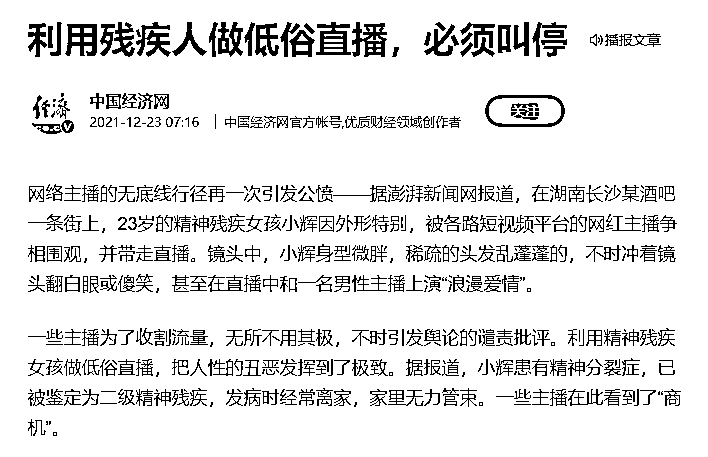 利用残疾人做低俗直播，必须叫停
播报文章
经济
中国经济网
2021-12-23 07:16
中国经济网官方帐号,优质财经领域创作者
关注
网络主播的无底线行径再一次引发公愤——据澎湃新闻网报道，在湖南长沙某酒吧
一条街上，23岁的精神残疾女孩小辉因外形特别，被各路短视频平台的网红主播争
相围观，并带走直播。镜头中，小辉身型微胖，稀疏的头发乱蓬蓬的，不时冲着镜
头翻白眼或傻笑，甚至在直播中和一名男性主播上演“浪漫爱情”。
一些主播为了收割流量，无所不用其极，不时引发舆论的谴责批评。利用精神残疾
女孩做低俗直播，把人性的丑恶发挥到了极致。据报道，小辉患有精神分裂症，已
被鉴定为二级精神残疾，发病时经常离家，家里无力管束。一些主播在此看到了“商
机”。